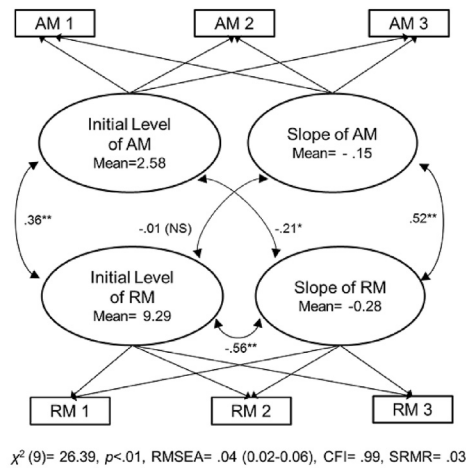 AM 1 AM 2 AM 3
Initial Level
of AM
Mean=2.58
Slope of AM
Mean= - .15
.36**
-.01 (NS)
-.21*
.52**
Initial Level
of RM
Mean= 9.29
Slope of RM
Mean= -0.28
-.56**
RM 1 RM 2 RM 3
χ² (9)= 26.39, p<.01, RMSEA= .04 (0.02-0.06), CFI= .99, SRMR= .03